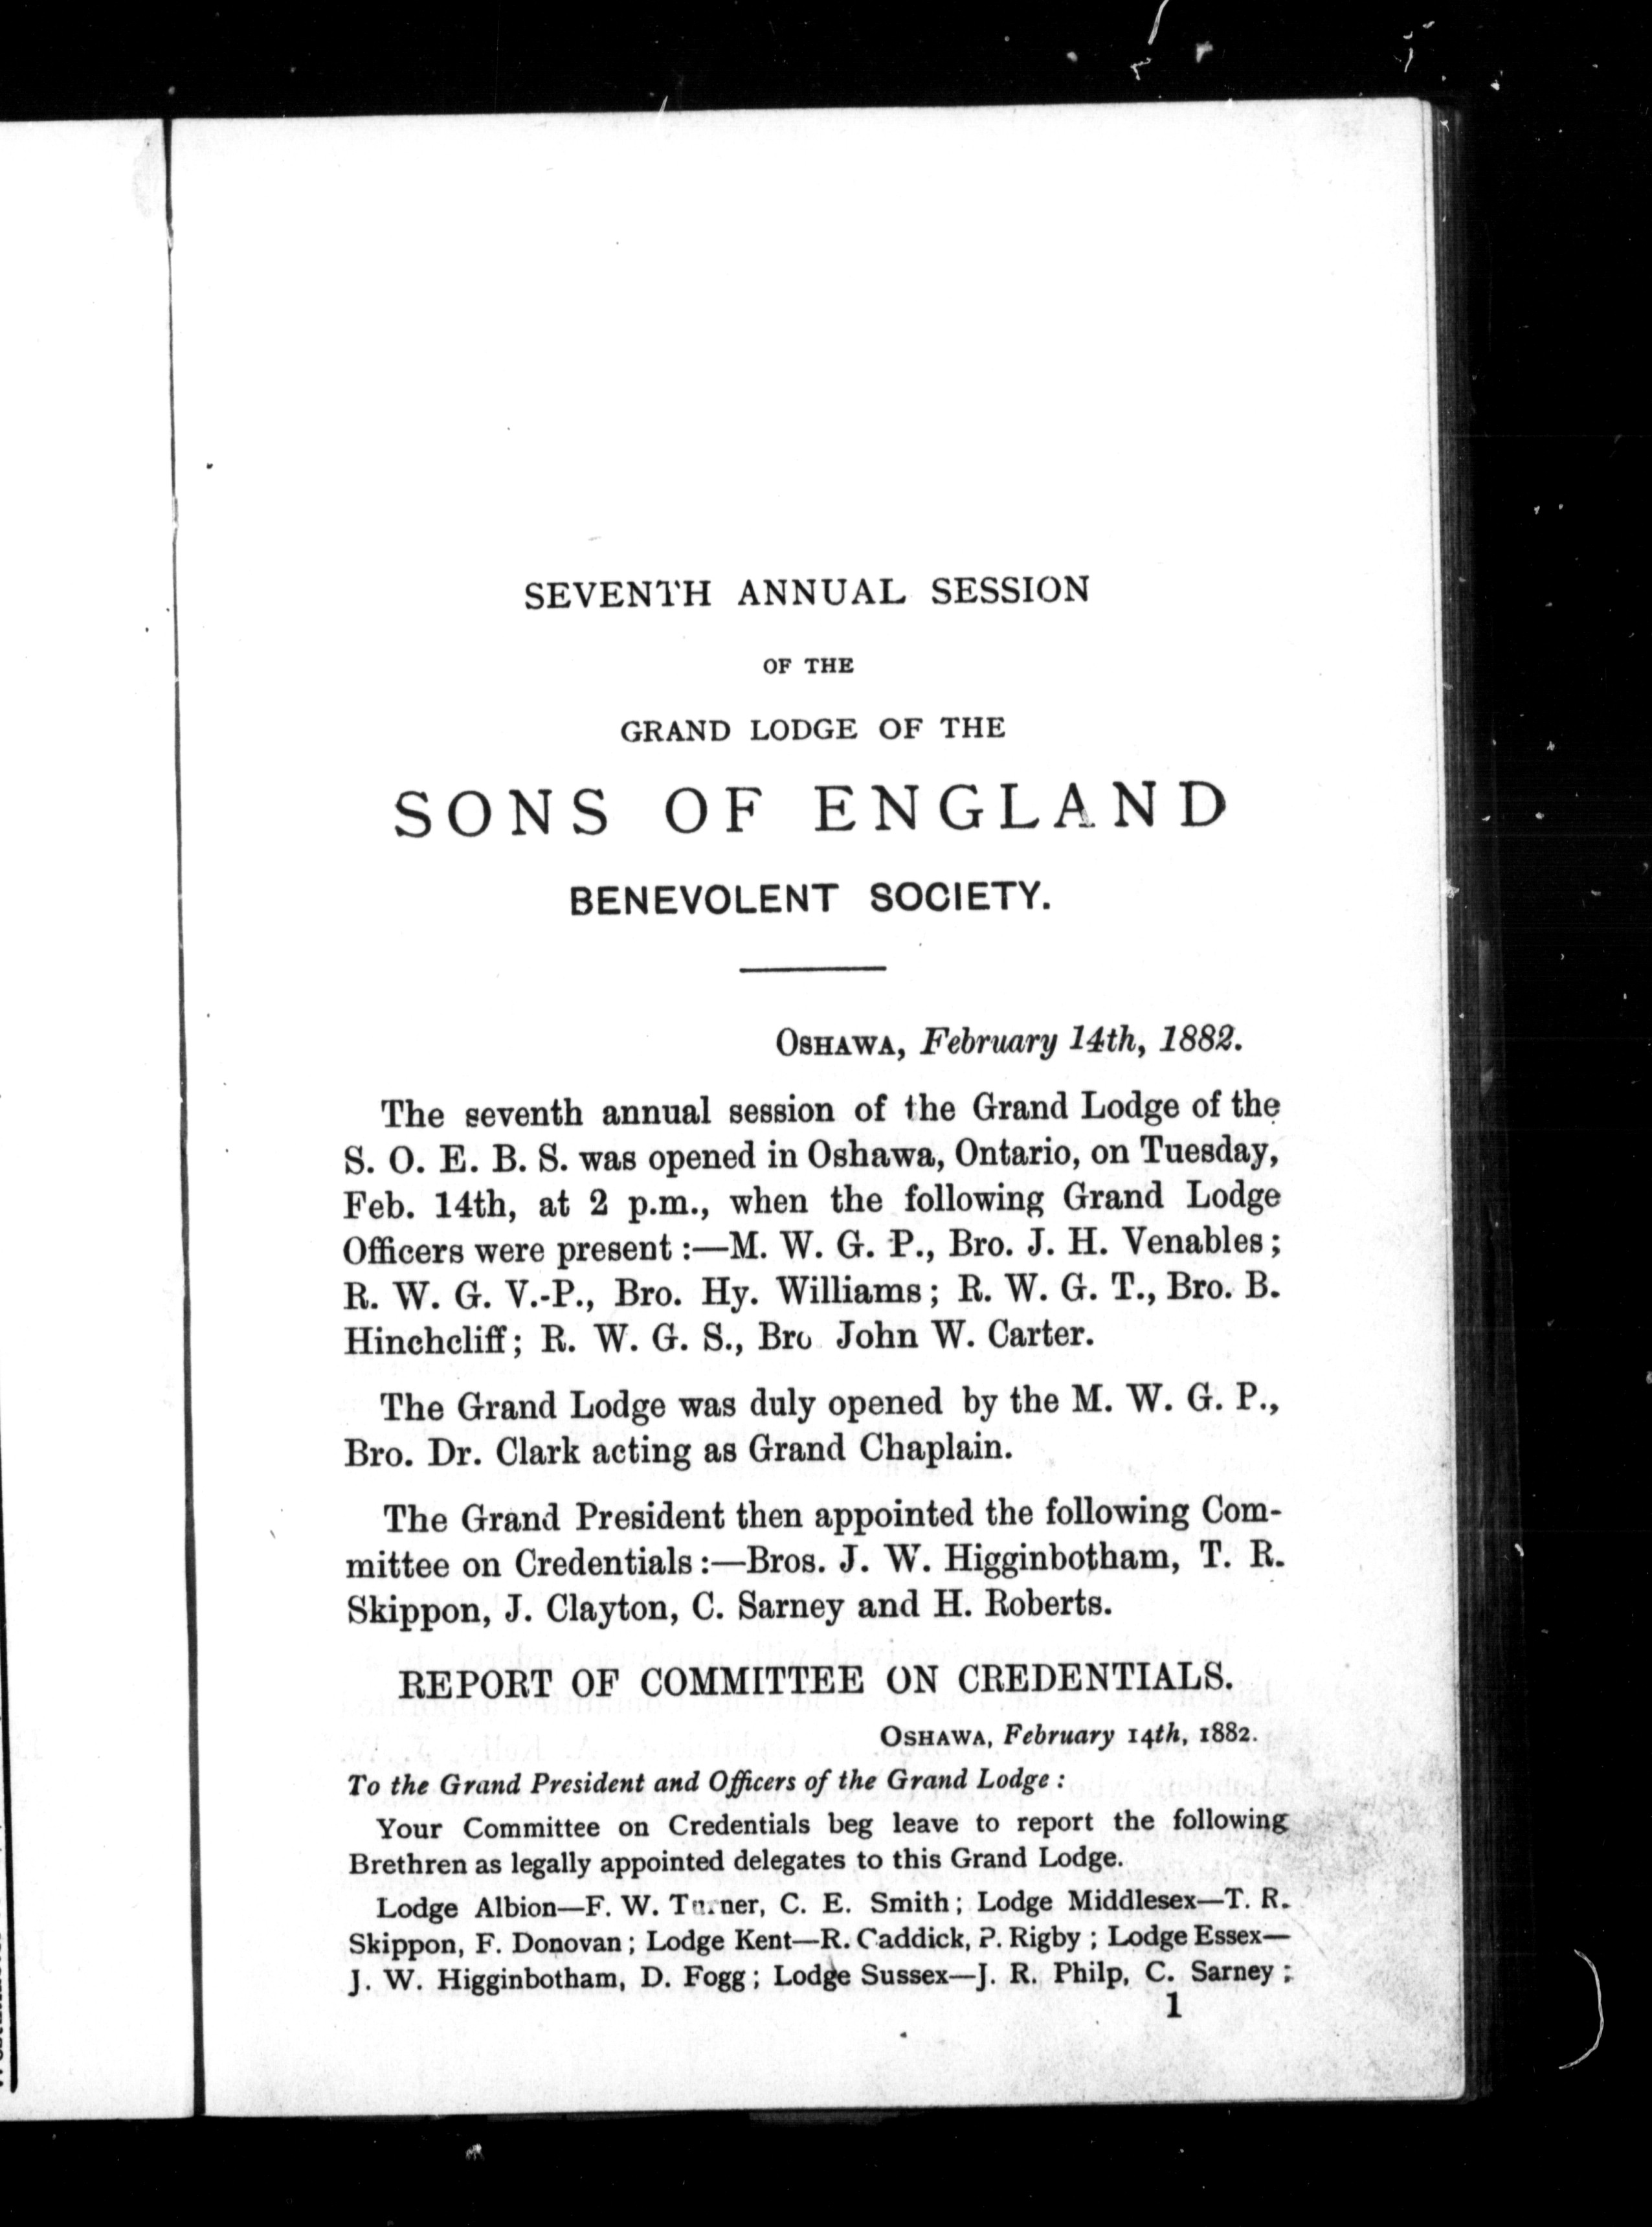 SEVENTH ANNUAL SESSION
OF THE
GRAND LODGE OF THE
SONS OF ENGLAND
BENEVOLENT SOCIETY.
OSHAWA, February 14th, 1882.
The seventh annual session of the Grand Lodge of the
S. O. E. B. S. was opened in Oshawa, Ontario, on Tuesday,
Feb. 14th, at 2 p.m., when the following Grand Lodge
Officers were present :—M. W. G. P., Bro. J. H. Venables;
R. W. G. V.-P., Bro. Hy. Williams; R. W. G. T., Bro. B.
Hinchcliff; R. W. G. S., Bro John W. Carter.
The Grand Lodge was duly opened by the M. W. G. P.,
Bro. Dr. Clark acting as Grand Chaplain.
The Grand President then appointed the following Com-
mittee on Credentials :—Bros. J. W. Higginbotham, T. R.
Skippon, J. Clayton, C. Sarney and H. Roberts.
REPORT OF COMMITTEE ON CREDENTIALS.
OSHAWA, February 14th, 1882.
To the Grand President and Officers of the Grand Lodge :
Your Committee on Credentials beg leave to report the following
Brethren as legally appointed delegates to this Grand Lodge.
Lodge Albion—F. W. Turner, C. E. Smith; Lodge Middlesex—T. R.
Skippon, F. Donovan; Lodge Kent—R. Caddick, P. Rigby ; Lodge Essex—
J. W. Higginbotham, D. Fogg; Lodge Sussex—J. R. Philp, C. Sarney ;
1